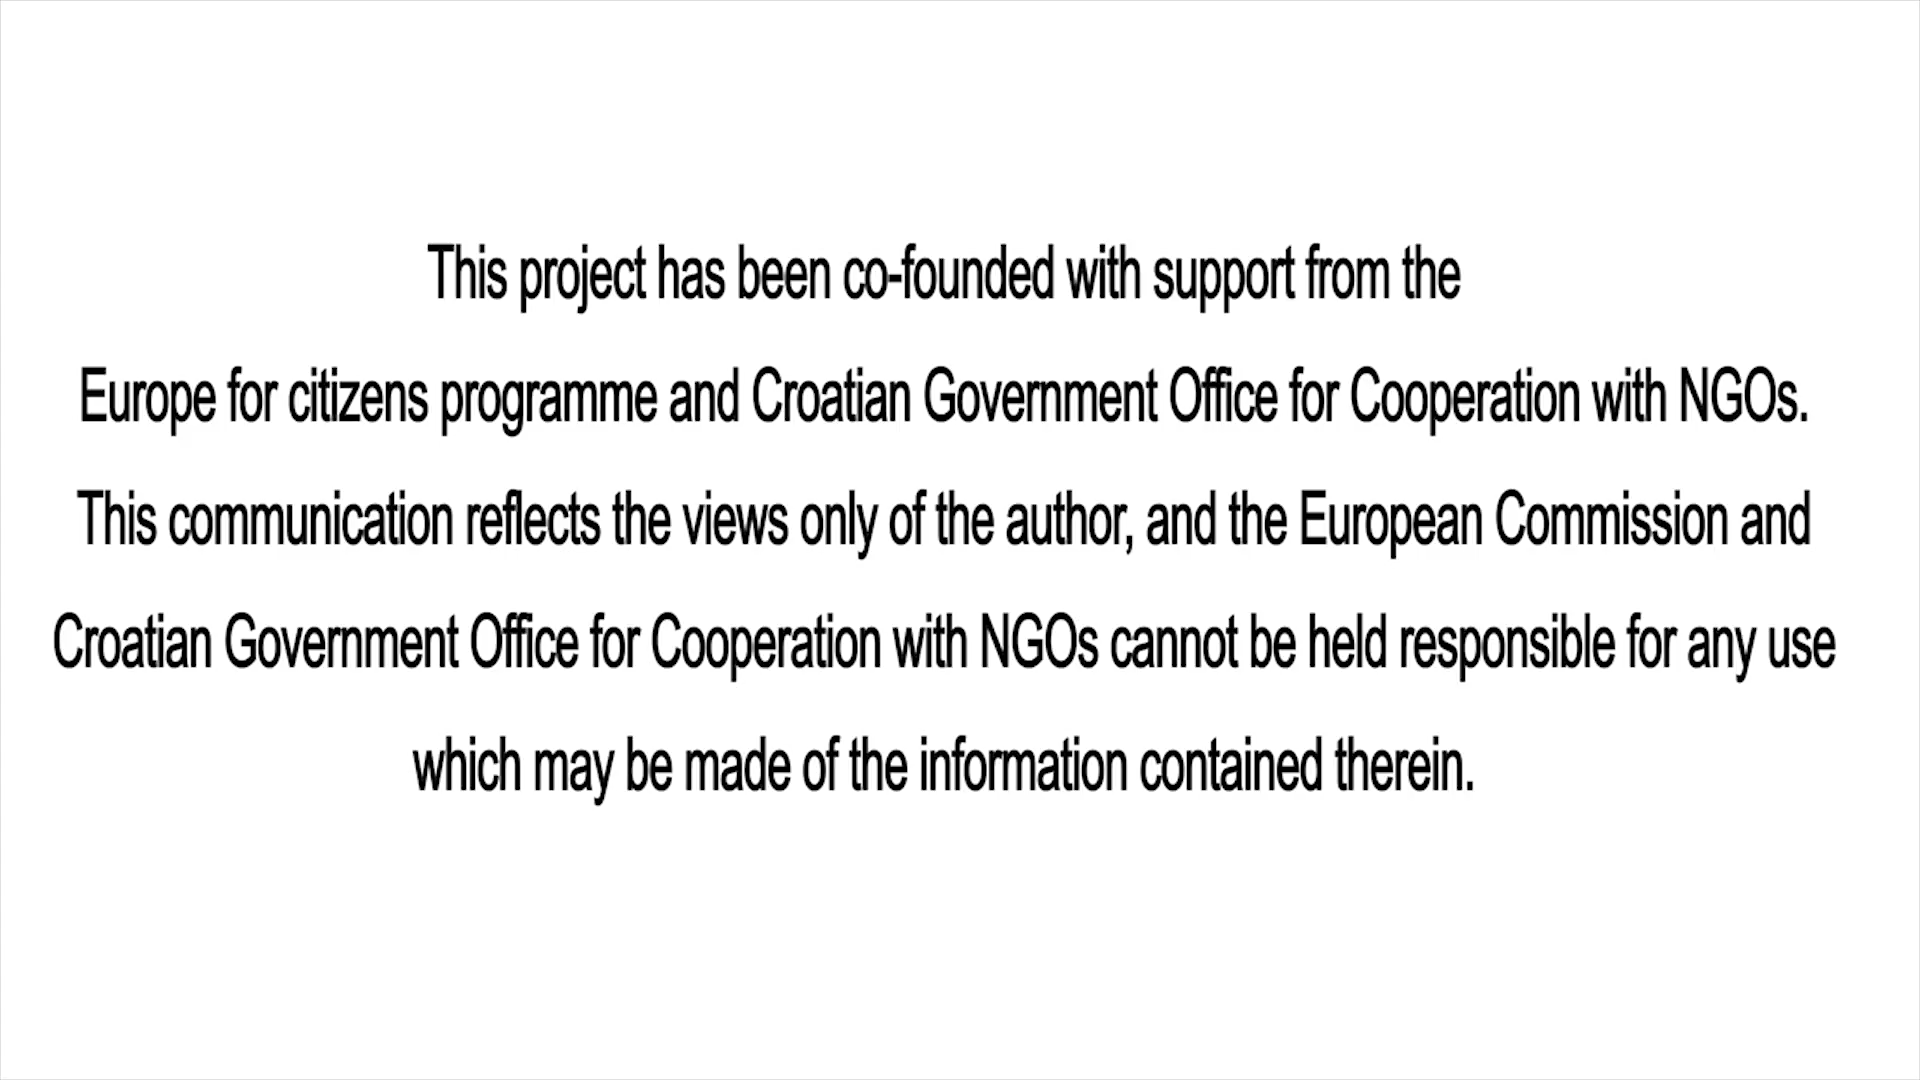 This project has been co-founded with support from the
Europe for citizens programme and Croatian Government Office for Cooperation with NGOs.
This communication reflects the views only of the author, and the European Commission and
Croatian Government Office for Cooperation with NGOs cannot be held responsible for any use
which may be made of the information contained therein.